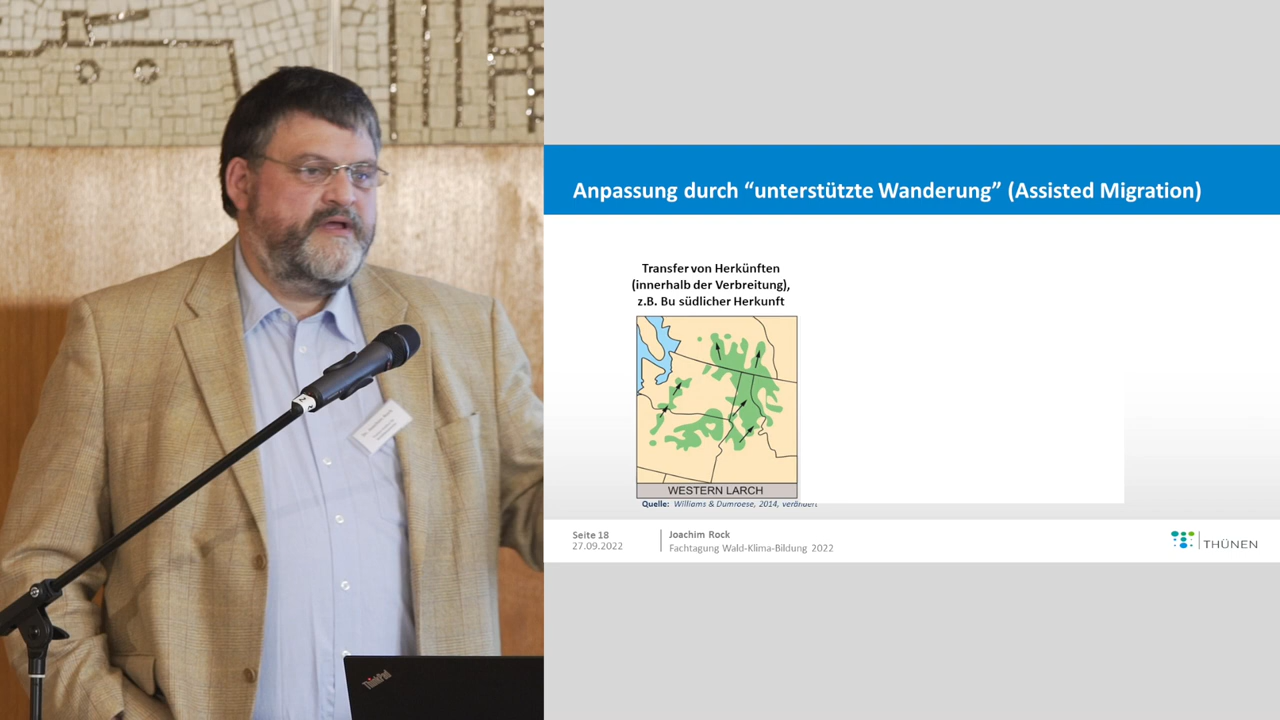 Anpassung durch “unterstützte Wanderung” (Assisted Migration)
Transfer von Herkünften
(innerhalb der Verbreitung),
z.B. Bu südlicher Herkunft
WESTERN LARCH
Quelle: Williams & Dumroese, 2014, verändert
Seite 18
27.09.2022
Joachim Rock
Fachtagung Wald-Klima-Bildung 2022
THÜNEN
ThinkPad